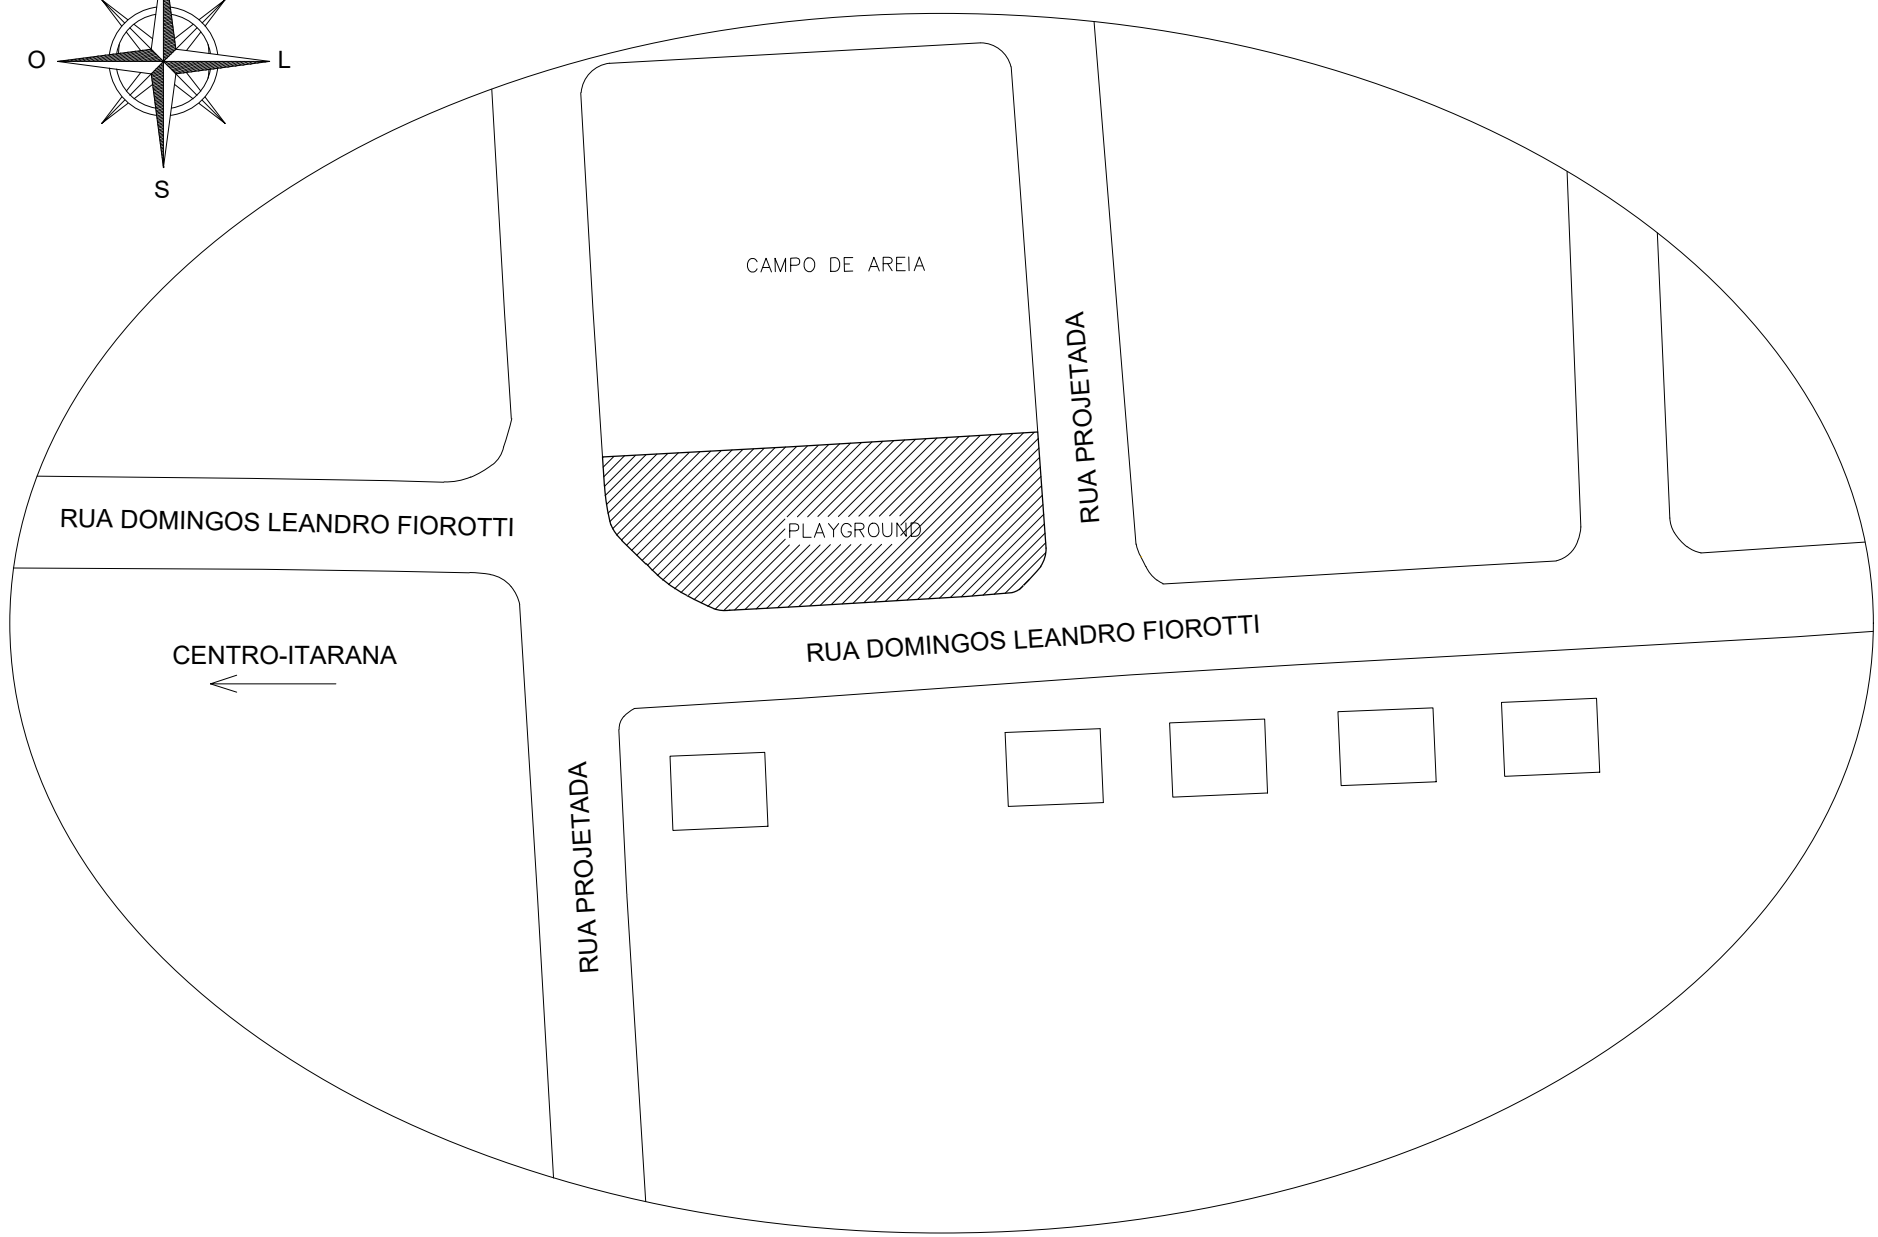 O
L
S
CAMPO DE AREIA
RUA PROJETADA
RUA DOMINGOS LEANDRO FIOROTTI
PLAYGROUND
RUA DOMINGOS LEANDRO FIOROTTI
CENTRO-ITARANA
RUA PROJETADA